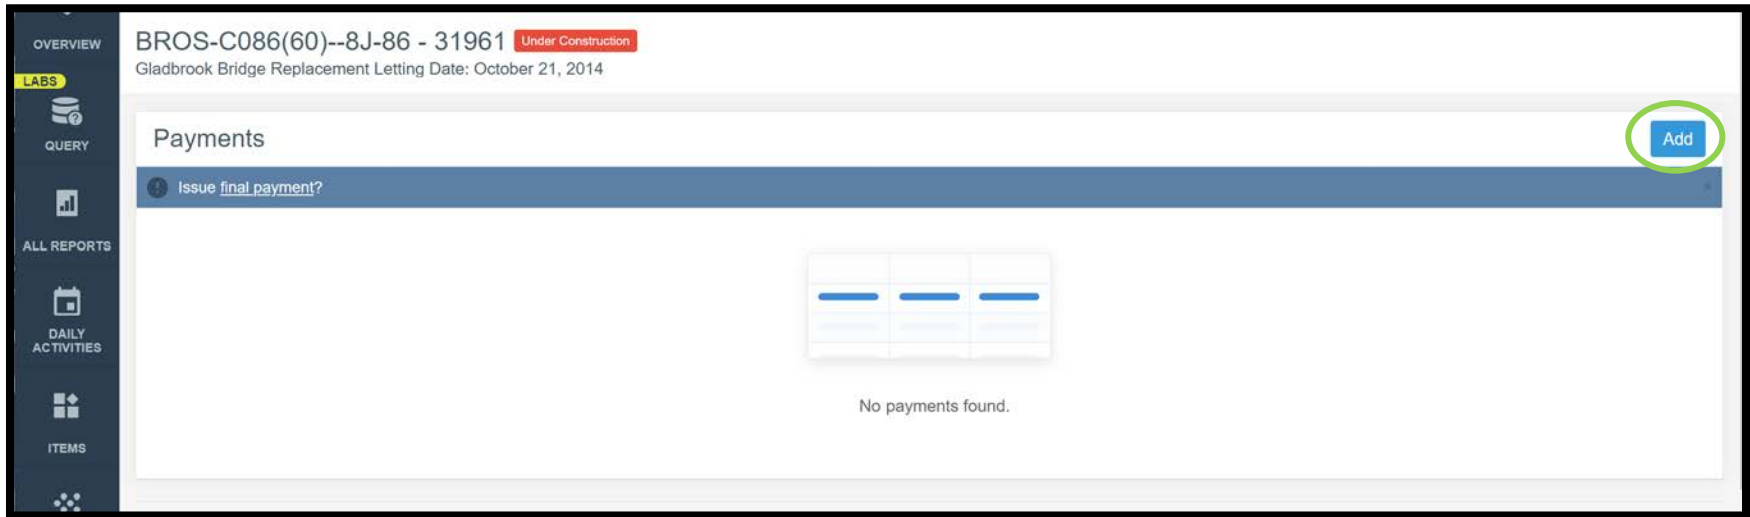 OVERVIEW
LABS
QUERY
ALL REPORTS
DAILY
ACTIVITIES
ITEMS
BROS-C086(60)--8J-86 - 31961 Under Construction
Gladbrook Bridge Replacement Letting Date: October 21, 2014
Payments
Add
Issue final payment?
No payments found.